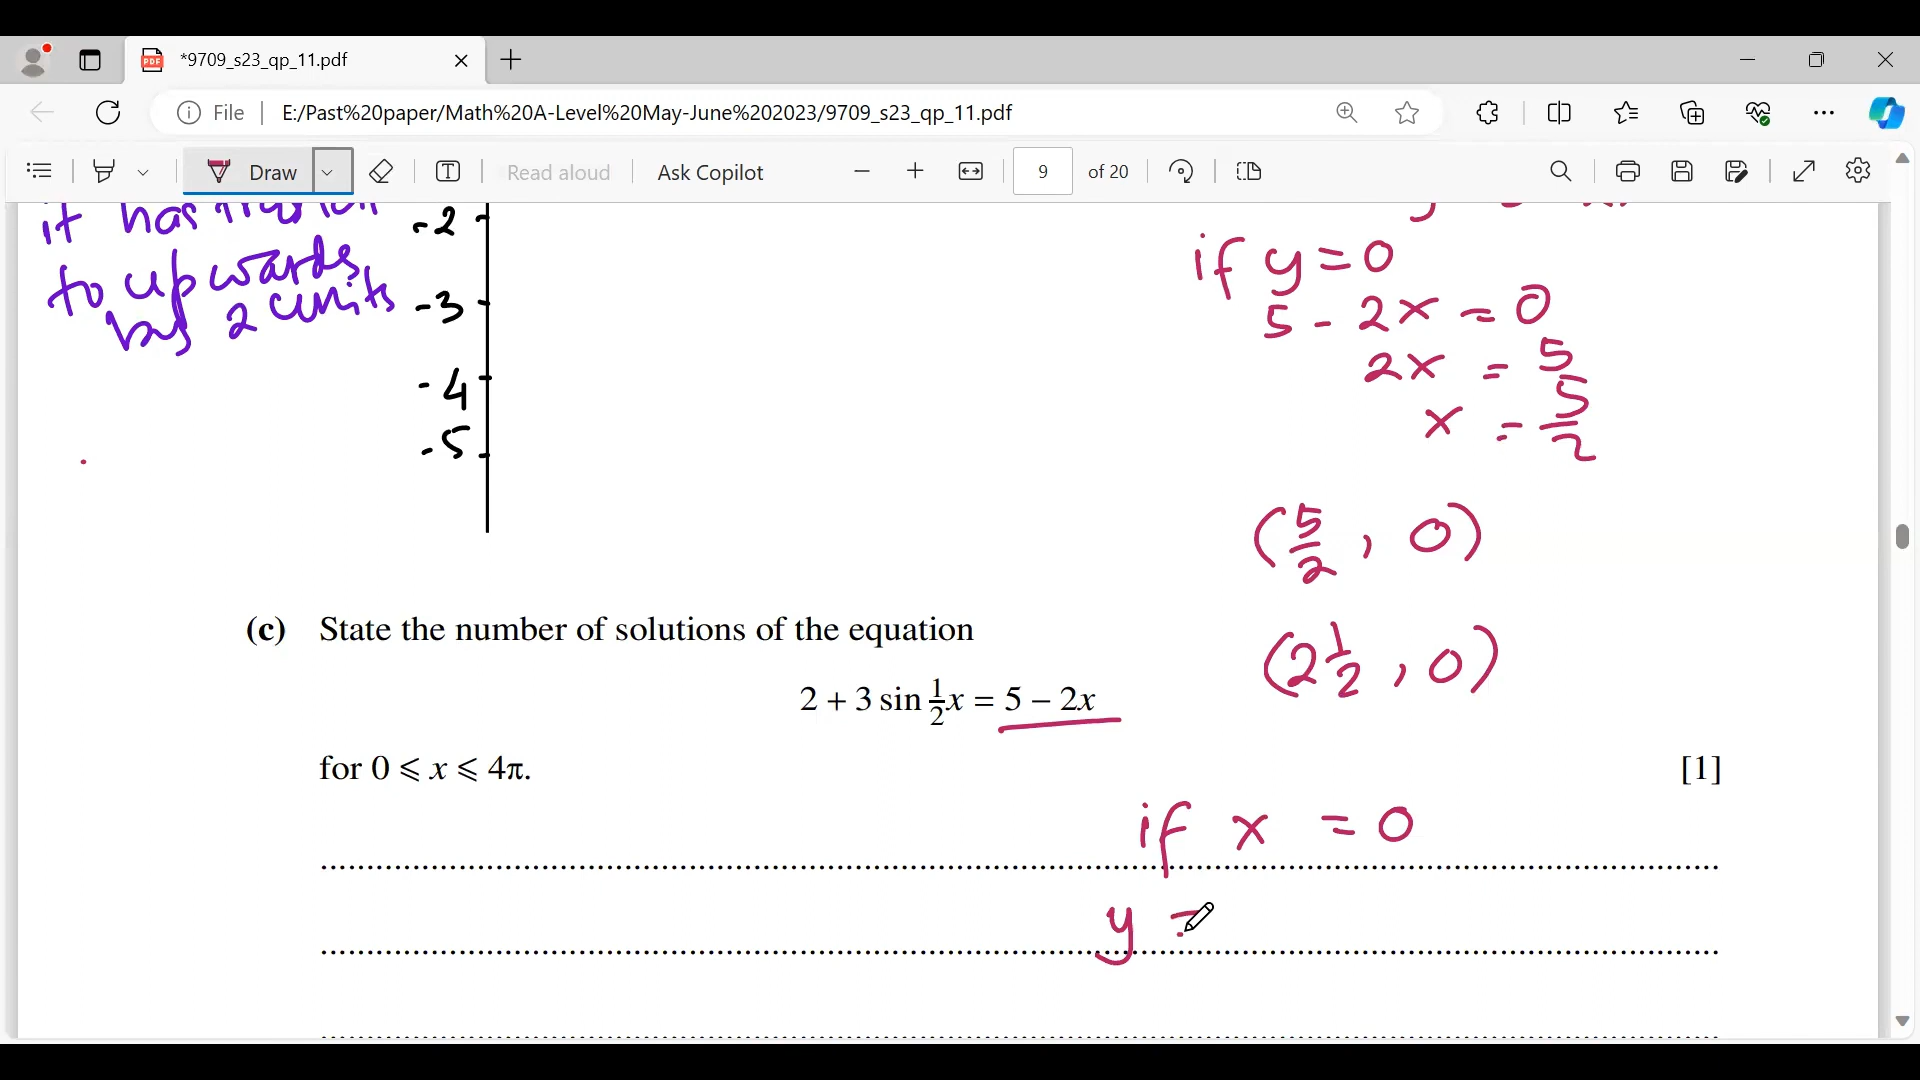 *9709_s23_qp_11.pdf
File E:/Past%20paper/Math%20A-Level%20May-June%202023/9709_s23_qp_11.pdf
Draw Read aloud Ask Copilot 9 of 20
it has
to upwards
by 2 units
-2
-3
-4
-5
if y = 0
5 - 2x = 0
2x = 5
x = 5/2
(5/2, 0)
(2 1/2, 0)
(c) State the number of solutions of the equation
2 + 3 sin ½x = 5 − 2x
for 0 ⩽ x ⩽ 4π. [1]
if x = 0
y =